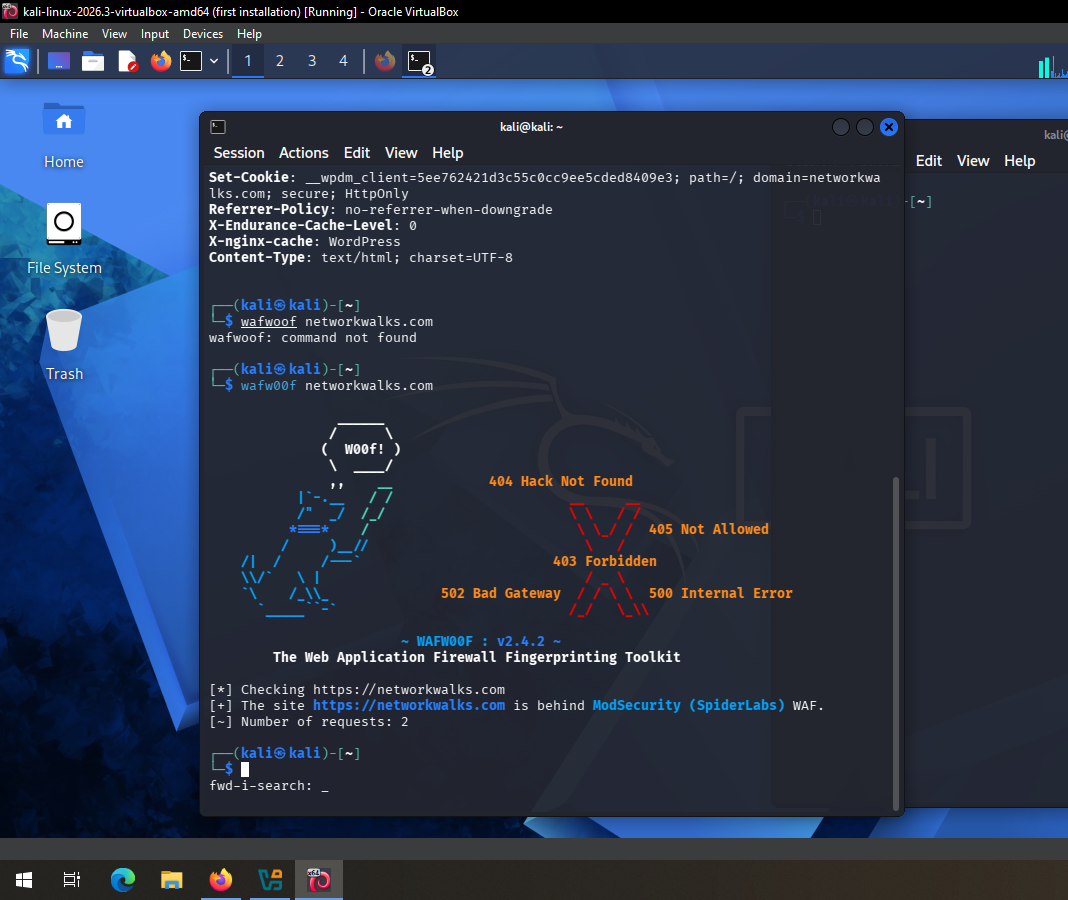 kali-linux-2026.3-virtualbox-amd64 (first installation) [Running] - Oracle VirtualBox
File Machine View Input Devices Help
1 2 3 4 2
Home
File System
Trash
kali@kali: ~
Session Actions Edit View Help
Set-Cookie: __wpdm_client=5ee762421d3c55c0cc9ee5cded8409e3; path=/; domain=networkwa
lks.com; secure; HttpOnly
Referrer-Policy: no-referrer-when-downgrade
X-Endurance-Cache-Level: 0
X-nginx-cache: WordPress
Content-Type: text/html; charset=UTF-8
┌──(kali㉿kali)-[~]
└─$ wafwoof networkwalks.com
wafwoof: command not found
┌──(kali㉿kali)-[~]
└─$ wafw00f networkwalks.com
( W00f! )
404 Hack Not Found
405 Not Allowed
403 Forbidden
502 Bad Gateway
500 Internal Error
~ WAFW00F : v2.4.2 ~
The Web Application Firewall Fingerprinting Toolkit
[*] Checking https://networkwalks.com
[+] The site https://networkwalks.com is behind ModSecurity (SpiderLabs) WAF.
[~] Number of requests: 2
┌──(kali㉿kali)-[~]
└─$
fwd-i-search: _
Edit View Help
-[~]
x64